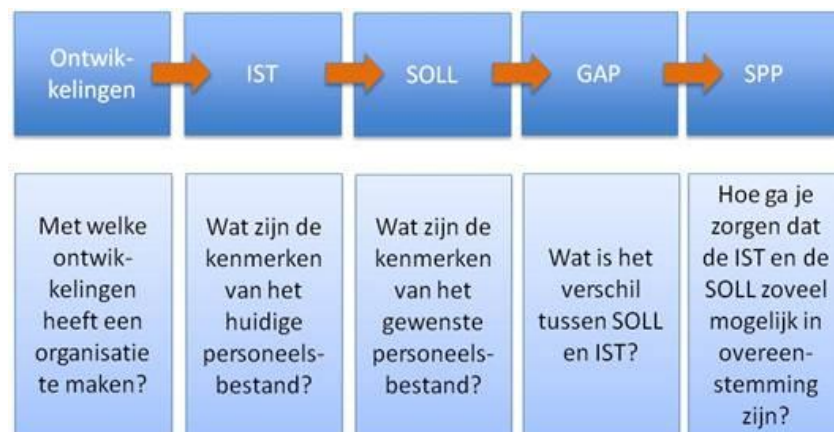 Ontwik-
kelingen
IST
SOLL
GAP
SPP
Met welke
ontwik-
kelingen
heeft een
organisatie
te maken?
Wat zijn de
kenmerken
van het
huidige
personeels-
bestand?
Wat zijn de
kenmerken
van het
gewenste
personeels-
bestand?
Wat is het
verschil
tussen SOLL
en IST?
Hoe ga je
zorgen dat
de IST en de
SOLL zoveel
mogelijk in
overeen-
stemming
zijn?